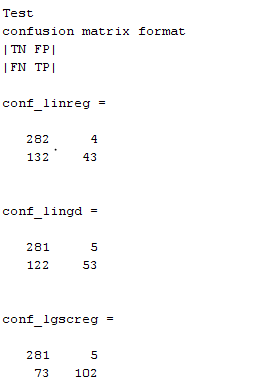 Test
confusion matrix format
|TN FP|
|FN TP|
conf_linreg =
282 4
132 43
conf_lingd =
281 5
122 53
conf_lgscreg =
281 5
73 102